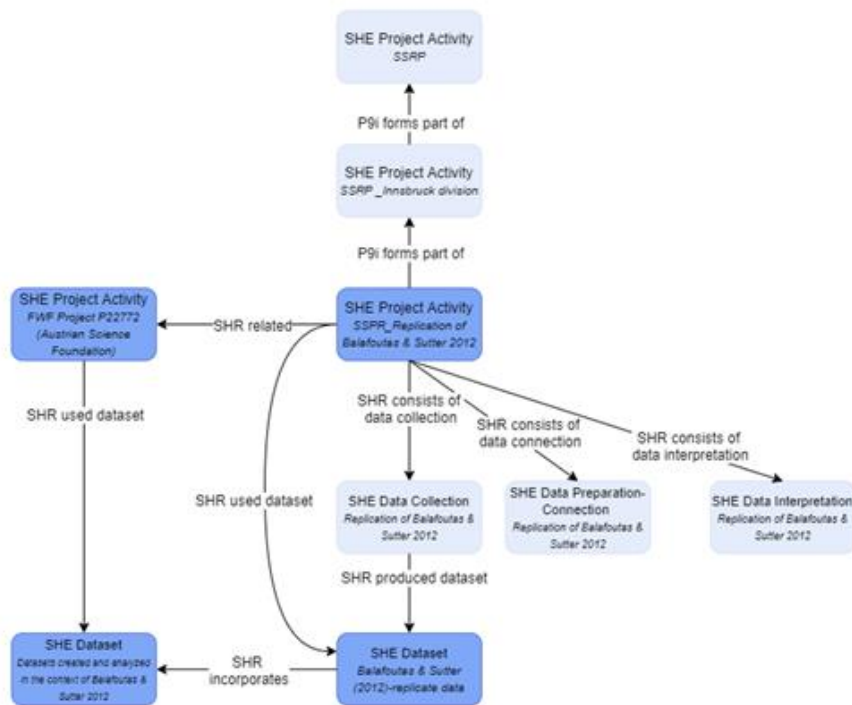 SHE Project Activity
SSRP
P9i forms part of
SHE Project Activity
SSRP _Innsbruck division
P9i forms part of
SHE Project Activity
FWF Project P22772
(Austrian Science
Foundation)
SHR related
SHE Project Activity
SSPR_Replication of
Balafoutas & Sutter 2012
SHR used dataset
SHR consists of
data collection
SHR consists of
data connection
SHR consists of
data interpretation
SHR used dataset
SHE Data Collection
Replication of Balafoutas &
Sutter 2012
SHE Data Preparation-
Connection
Replication of Balafoutas &
Sutter 2012
SHE Data Interpretation
Replication of Balafoutas &
Sutter 2012
SHR produced dataset
SHE Dataset
Datasets created and analyzed
in the context of Balafoutas &
Sutter 2012
SHR
incorporates
SHE Dataset
Balafoutas & Sutter
(2012)-replicate data